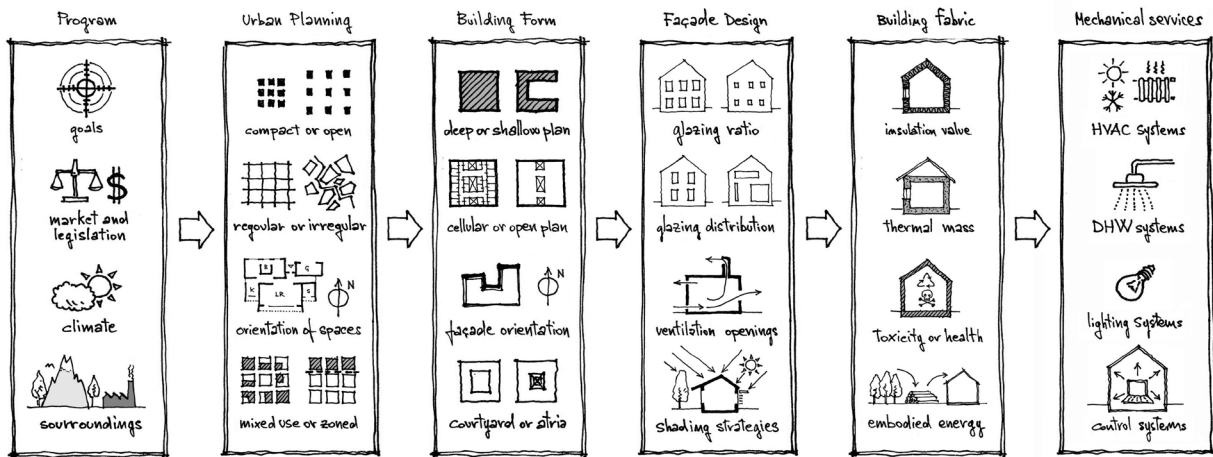 Program
goals
$
market and
legislation
climate
sourroundings
Urban Planning
compact or open
regoular or irregular
B C
K L.R. S
N
orientation of spaces
mixed use or zoned
Building Form
deep or shallow plan
cellular or open plan
N
façade orientation
courtyard or atria
Façade Design
glazing ratio
glazing distribution
ventilation openings
shading strategies
Building fabric
insulation value
thermal mass
Toxicity or health
embodied energy
Mechanical services
HVAC systems
DHW systems
lighting systems
control systems